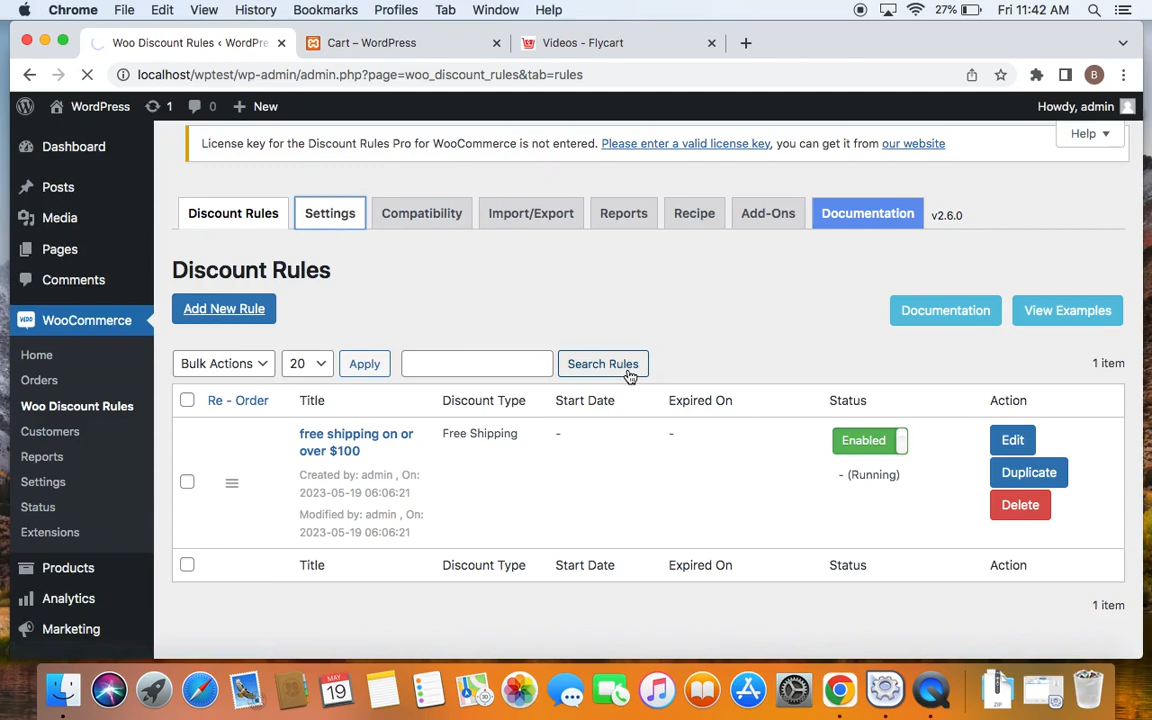 Chrome File Edit View History Bookmarks Profiles Tab Window Help 27% Fri 11:42 AM
Woo Discount Rules ‹ WordPre Cart – WordPress Videos - Flycart
localhost/wptest/wp-admin/admin.php?page=woo_discount_rules&tab=rules B
WordPress 1 0 New Howdy, admin
Help
License key for the Discount Rules Pro for WooCommerce is not entered. Please enter a valid license key, you can get it from our website
Dashboard
Posts
Media
Pages
Comments
WooCommerce
Home
Orders
Woo Discount Rules
Customers
Reports
Settings
Status
Extensions
Products
Analytics
Marketing
Discount Rules Settings Compatibility Import/Export Reports Recipe Add-Ons Documentation v2.6.0
Discount Rules
Add New Rule Documentation View Examples
Bulk Actions 20 Apply Search Rules 1 item
Re - Order Title Discount Type Start Date Expired On Status Action
free shipping on or over $100 Free Shipping - - Enabled Edit
Created by: admin , On: 2023-05-19 06:06:21 - (Running) Duplicate
Modified by: admin , On: 2023-05-19 06:06:21 Delete
Title Discount Type Start Date Expired On Status Action
1 item
MAY
19
ZIP